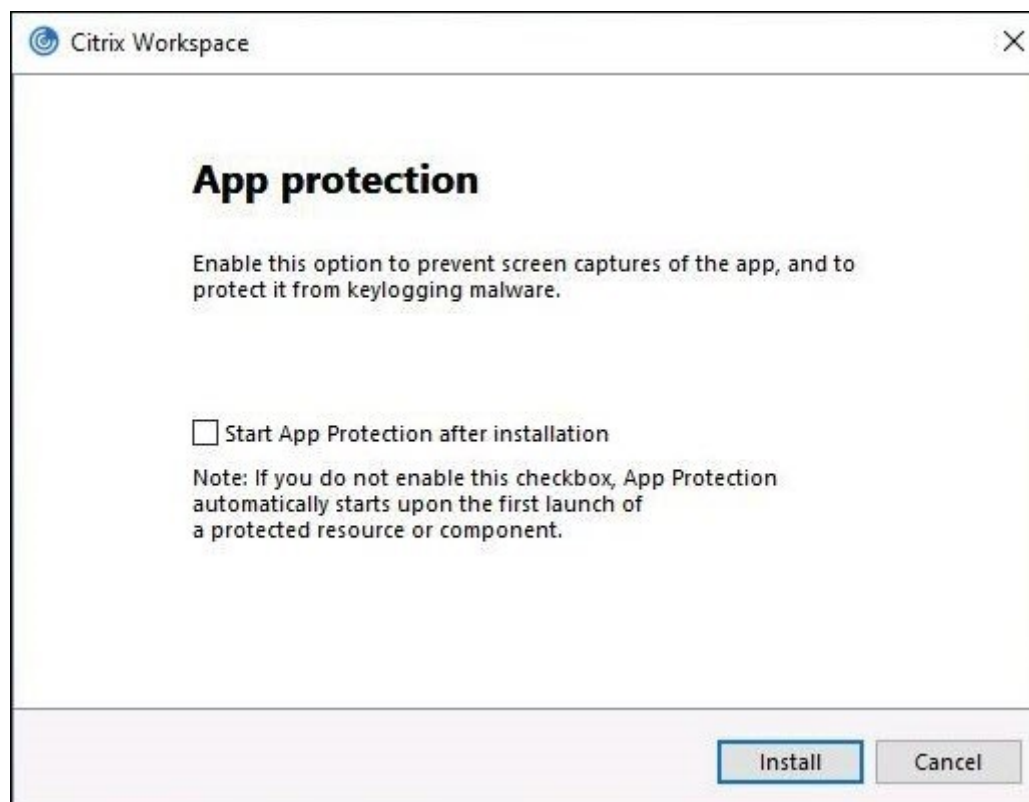 Citrix Workspace
App protection
Enable this option to prevent screen captures of the app, and to
protect it from keylogging malware.
Start App Protection after installation
Note: If you do not enable this checkbox, App Protection
automatically starts upon the first launch of
a protected resource or component.
Install Cancel